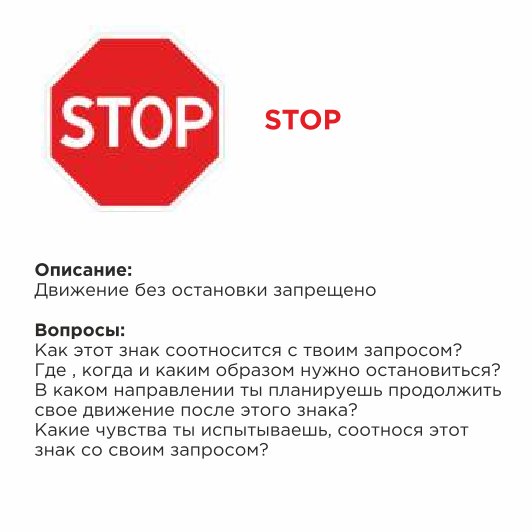 STOP
STOP
Описание:
Движение без остановки запрещено
Вопросы:
Как этот знак соотносится с твоим запросом?
Где , когда и каким образом нужно остановиться?
В каком направлении ты планируешь продолжить
свое движение после этого знака?
Какие чувства ты испытываешь, соотнося этот
знак со своим запросом?